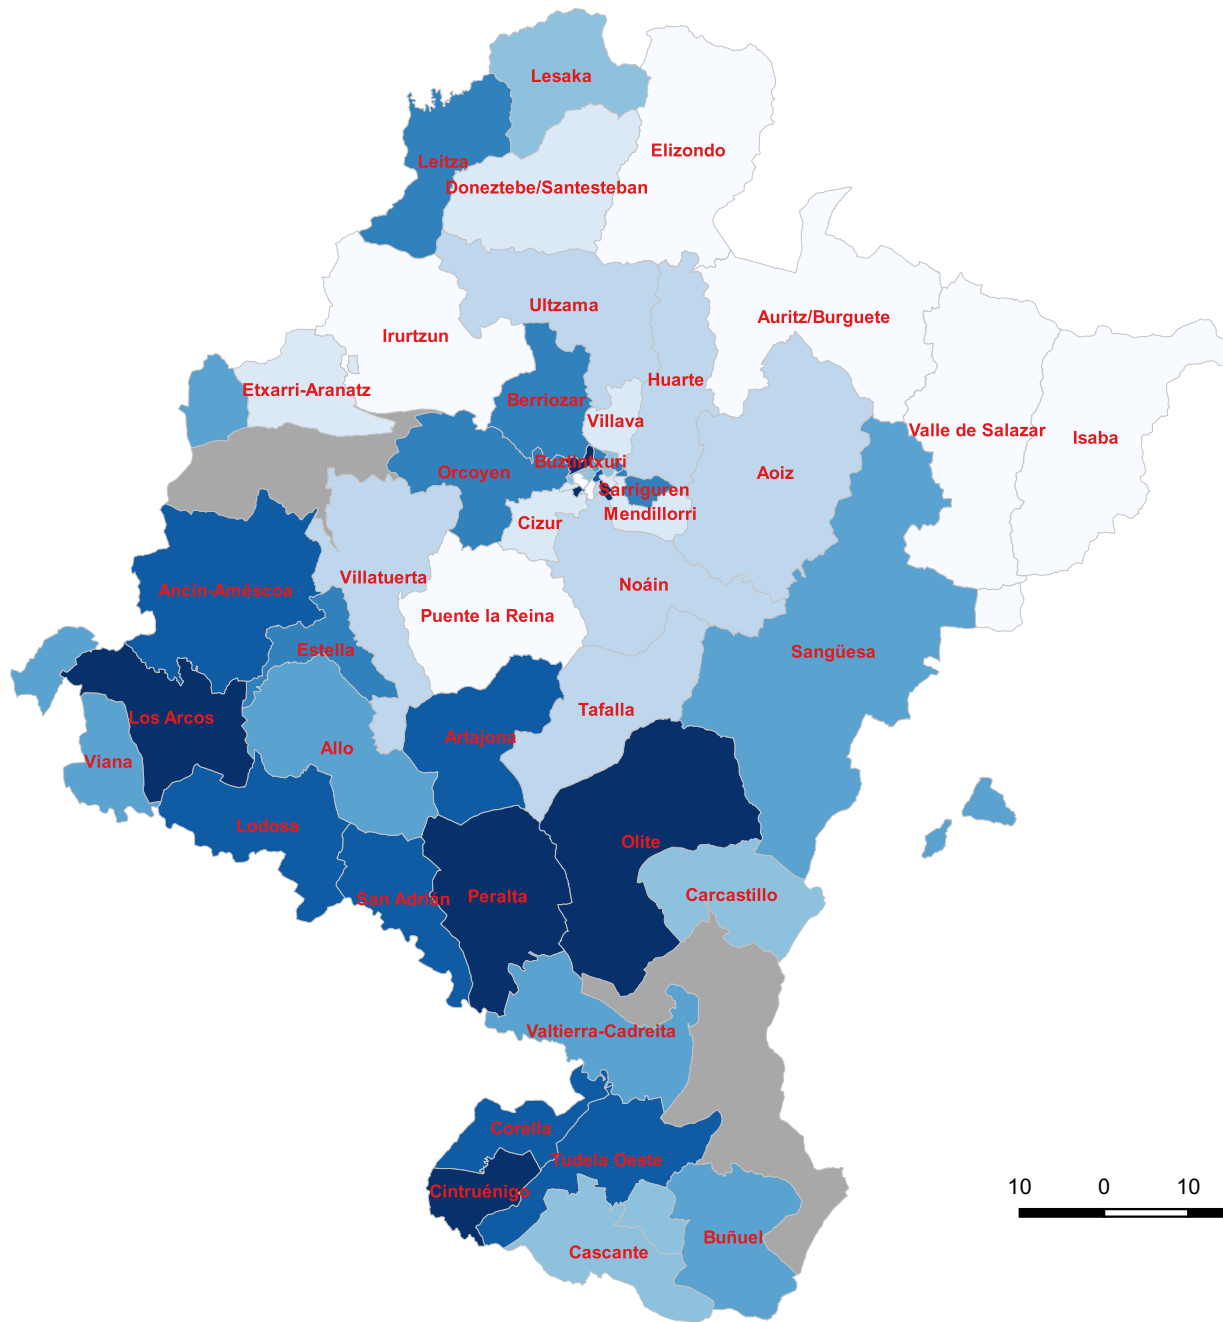 Lesaka
Elizondo
Leitza
Doneztebe/Santesteban
Ultzama
Auritz/Burguete
Irurtzun
Huarte
Etxarri-Aranatz
Berriozar
Villava
Valle de Salazar
Isaba
Buztintxuri
Orcoyen
Aoiz
Sarriguren
Mendillorri
Cizur
Villatuerta
Noáin
Ancín-Améscoa
Puente la Reina
Estella
Sangüesa
Tafalla
Los Arcos
Artajona
Allo
Viana
Lodosa
Olite
San Adrián
Peralta
Carcastillo
Valtierra-Cadreita
Corella
Tudela Oeste
Cintruénigo
10 0 10
Buñuel
Cascante